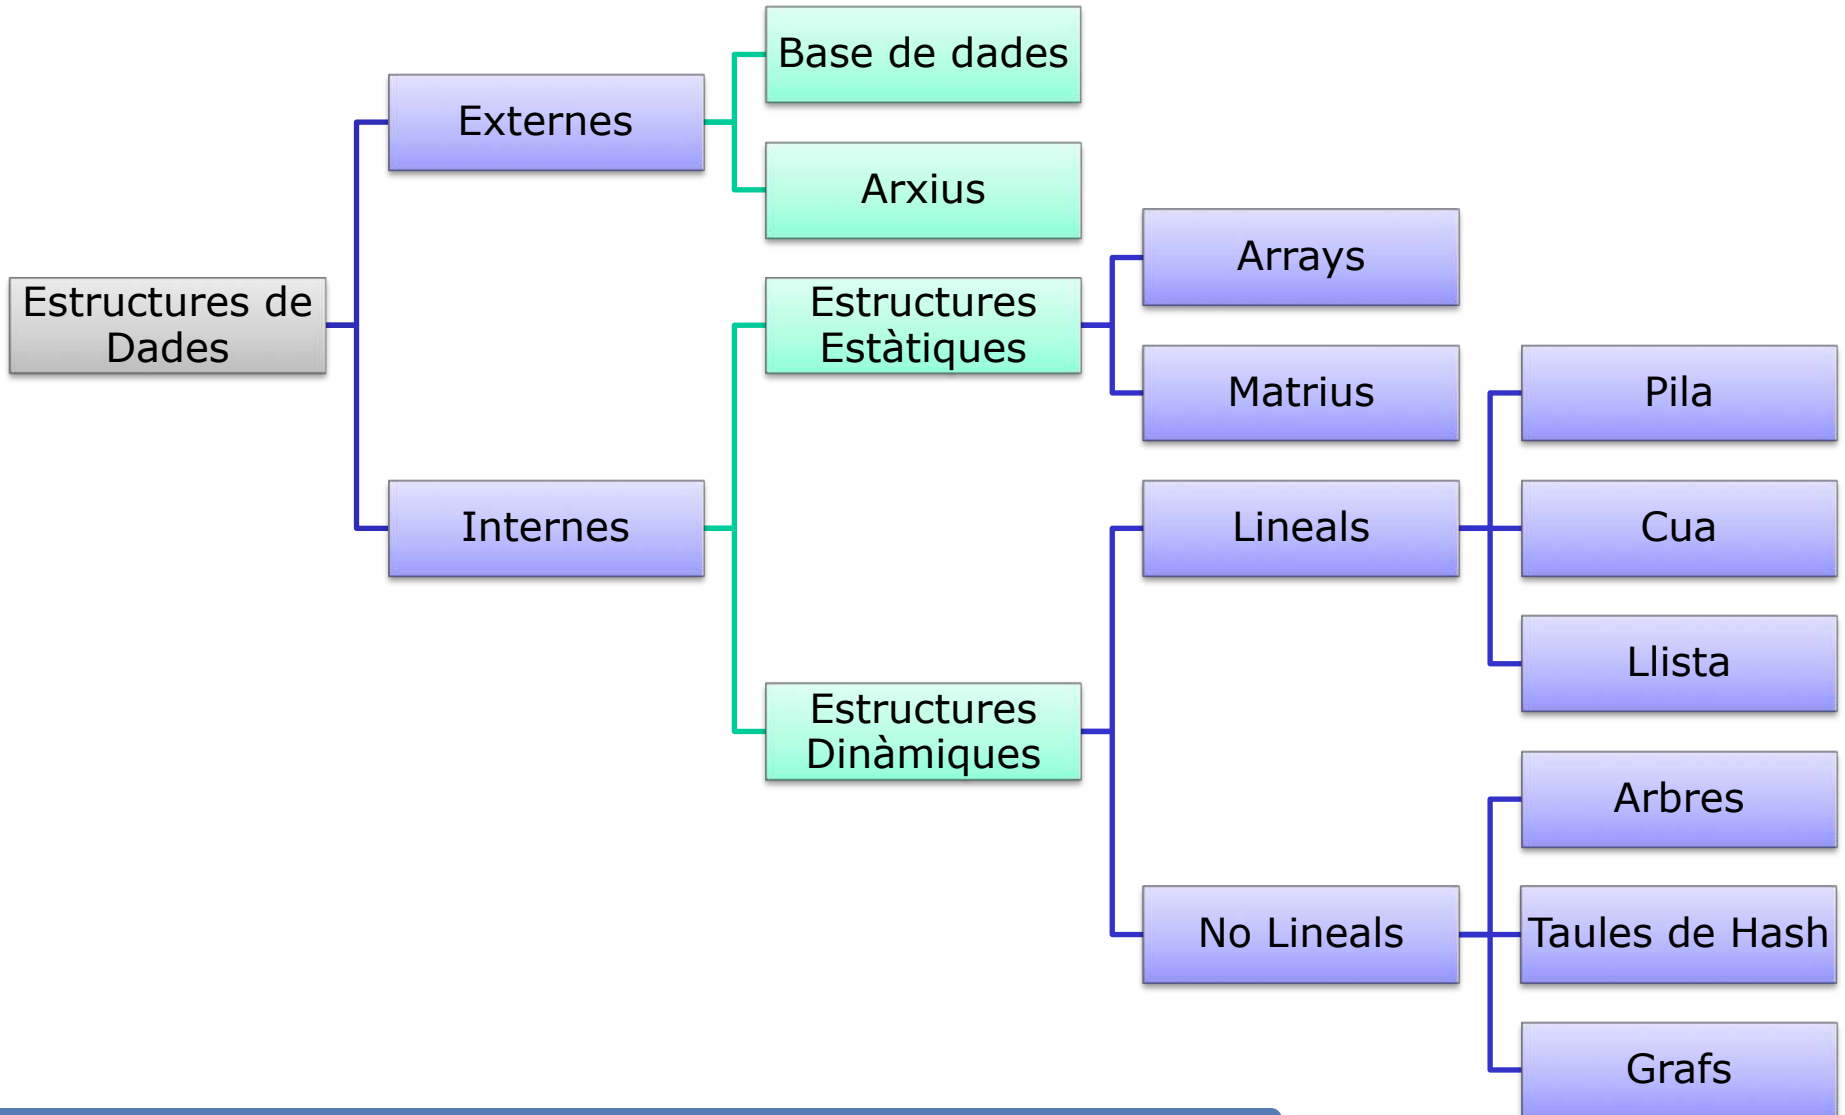 Estructures de
Dades
Externes
Base de dades
Arxius
Internes
Estructures
Estàtiques
Arrays
Matrius
Estructures
Dinàmiques
Lineals
Pila
Cua
Llista
No Lineals
Arbres
Taules de Hash
Grafs